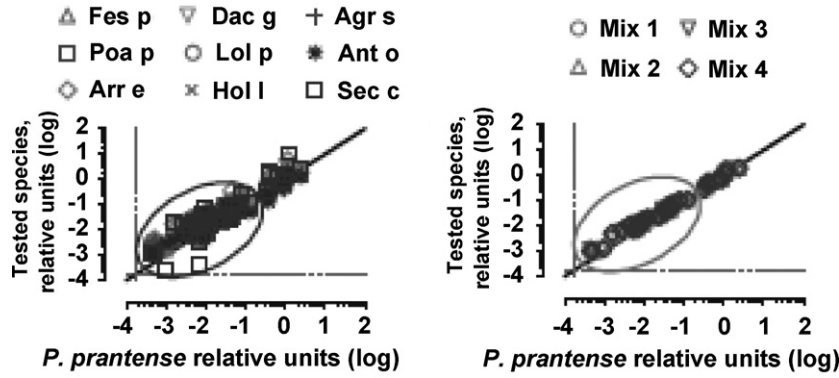 Fes p Dac g Agr s
Poa p Lol p Ant o
Arr e Hol l Sec c
Tested species,
relative units (log)
2
1
0
-1
-2
-3
-4
-4 -3 -2 -1 0 1 2
P. prantense relative units (log)
Mix 1 Mix 3
Mix 2 Mix 4
Tested species,
relative units (log)
2
1
0
-1
-2
-3
-4
-4 -3 -2 -1 0 1 2
P. prantense relative units (log)